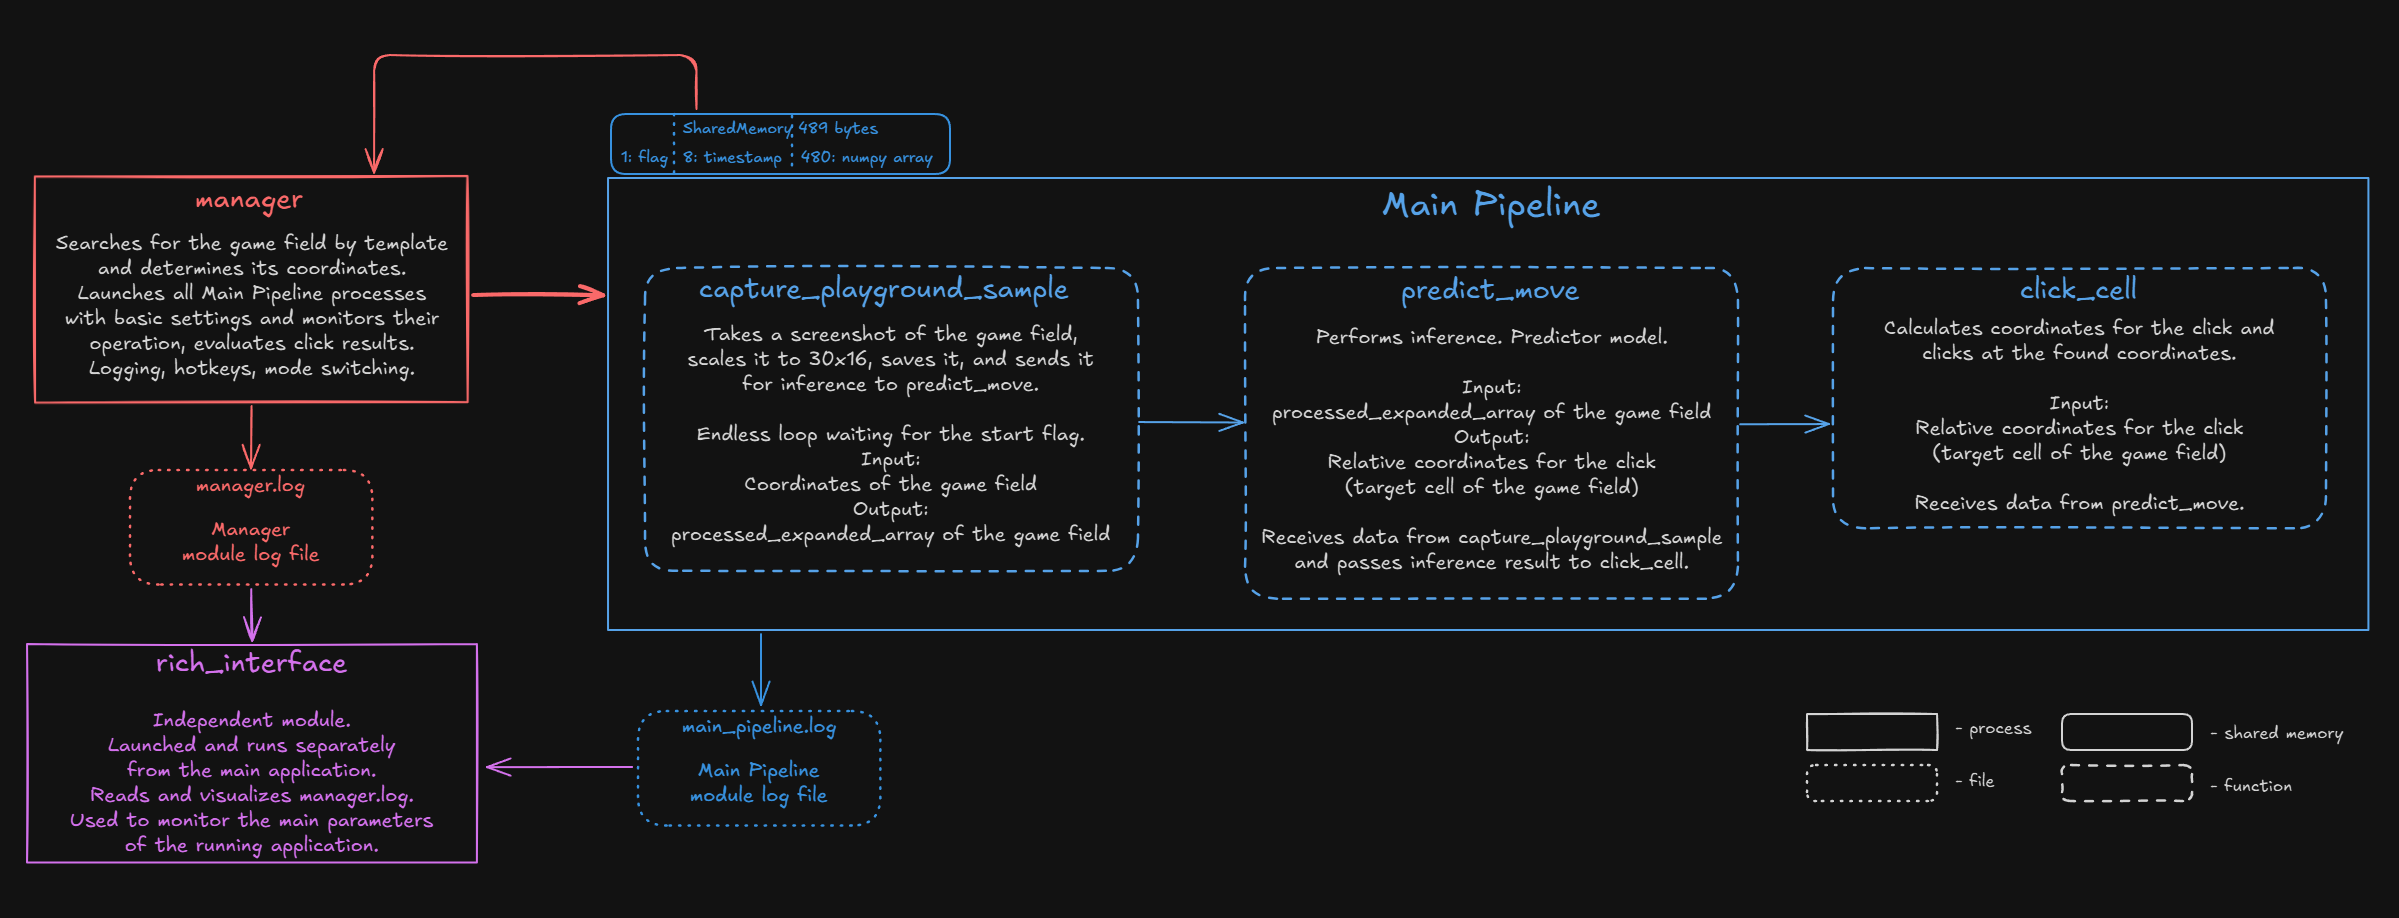 SharedMemory 489 bytes
1: flag
8: timestamp
480: numpy array
manager
Searches for the game field by template
and determines its coordinates.
Launches all Main Pipeline processes
with basic settings and monitors their
operation, evaluates click results.
Logging, hotkeys, mode switching.
Main Pipeline
capture_playground_sample
Takes a screenshot of the game field,
scales it to 30x16, saves it, and sends it
for inference to predict_move.
Endless loop waiting for the start flag.
Input:
Coordinates of the game field
Output:
processed_expanded_array of the game field
predict_move
Performs inference. Predictor model.
Input:
processed_expanded_array of the game field
Output:
Relative coordinates for the click
(target cell of the game field)
Receives data from capture_playground_sample
and passes inference result to click_cell.
click_cell
Calculates coordinates for the click and
clicks at the found coordinates.
Input:
Relative coordinates for the click
(target cell of the game field)
Receives data from predict_move.
manager.log
Manager
module log file
rich_interface
Independent module.
Launched and runs separately
from the main application.
Reads and visualizes manager.log.
Used to monitor the main parameters
of the running application.
main_pipeline.log
Main Pipeline
module log file
- process
- shared memory
- file
- function